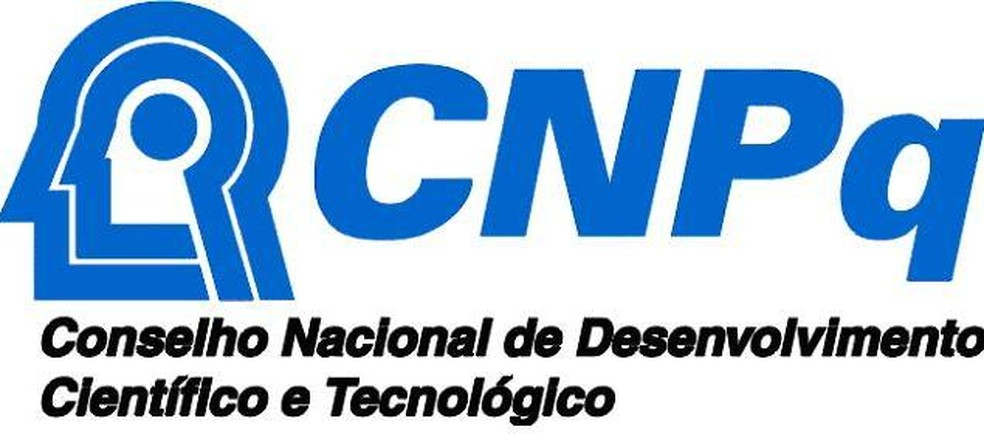 CNPq
Conselho Nacional de Desenvolvimento
Científico e Tecnológico